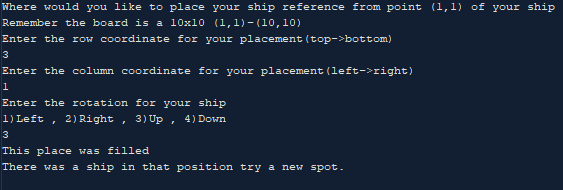 Where would you like to place your ship reference from point (1,1) of your ship
Remember the board is a 10x10 (1,1)-(10,10)
Enter the row coordinate for your placement(top->bottom)
3
Enter the column coordinate for your placement(left->right)
1
Enter the rotation for your ship
1)Left , 2)Right , 3)Up , 4)Down
3
This place was filled
There was a ship in that position try a new spot.